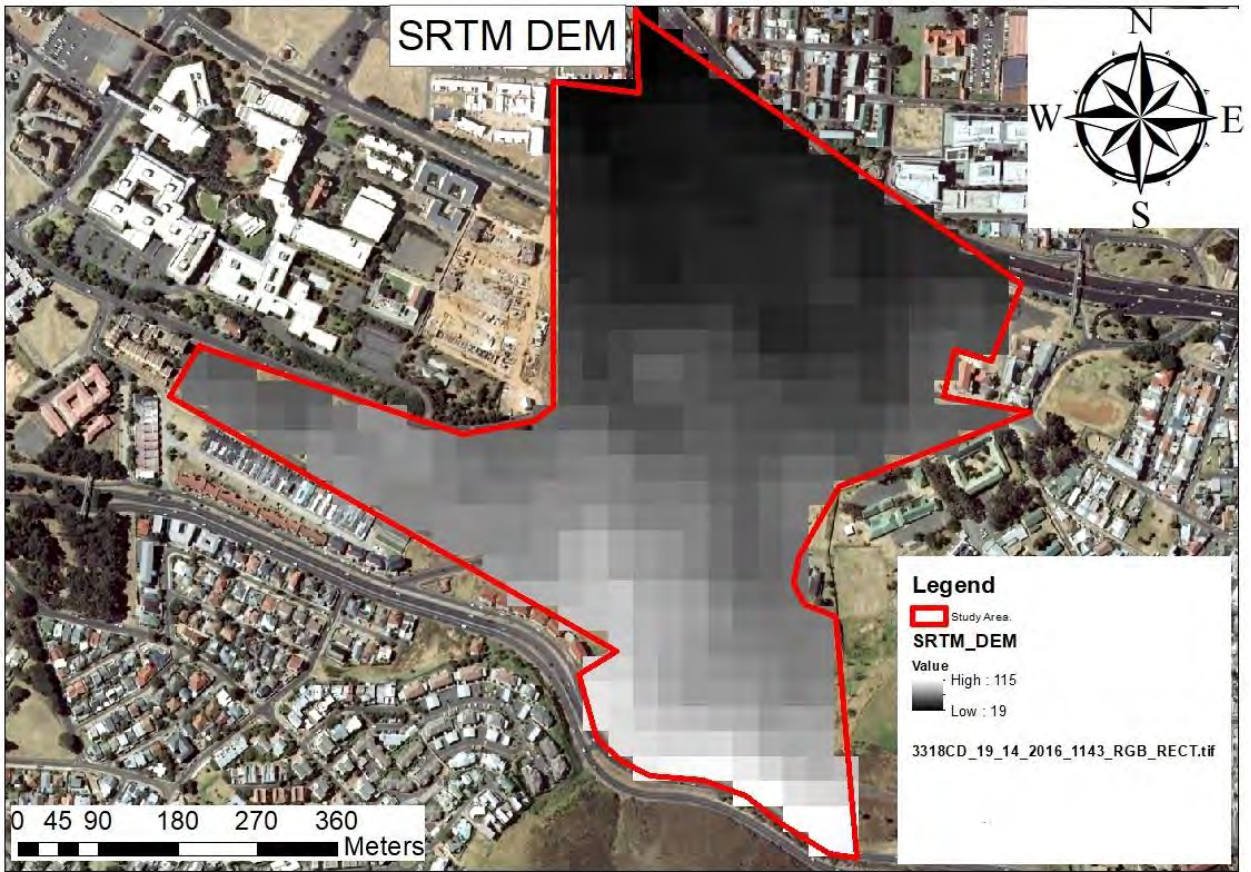 SRTM DEM
N
W E
S
Legend
Study Area.
SRTM_DEM
Value
High : 115
Low : 19
3318CD_19_14_2016_1143_RGB_RECT.tif
0 45 90 180 270 360
Meters